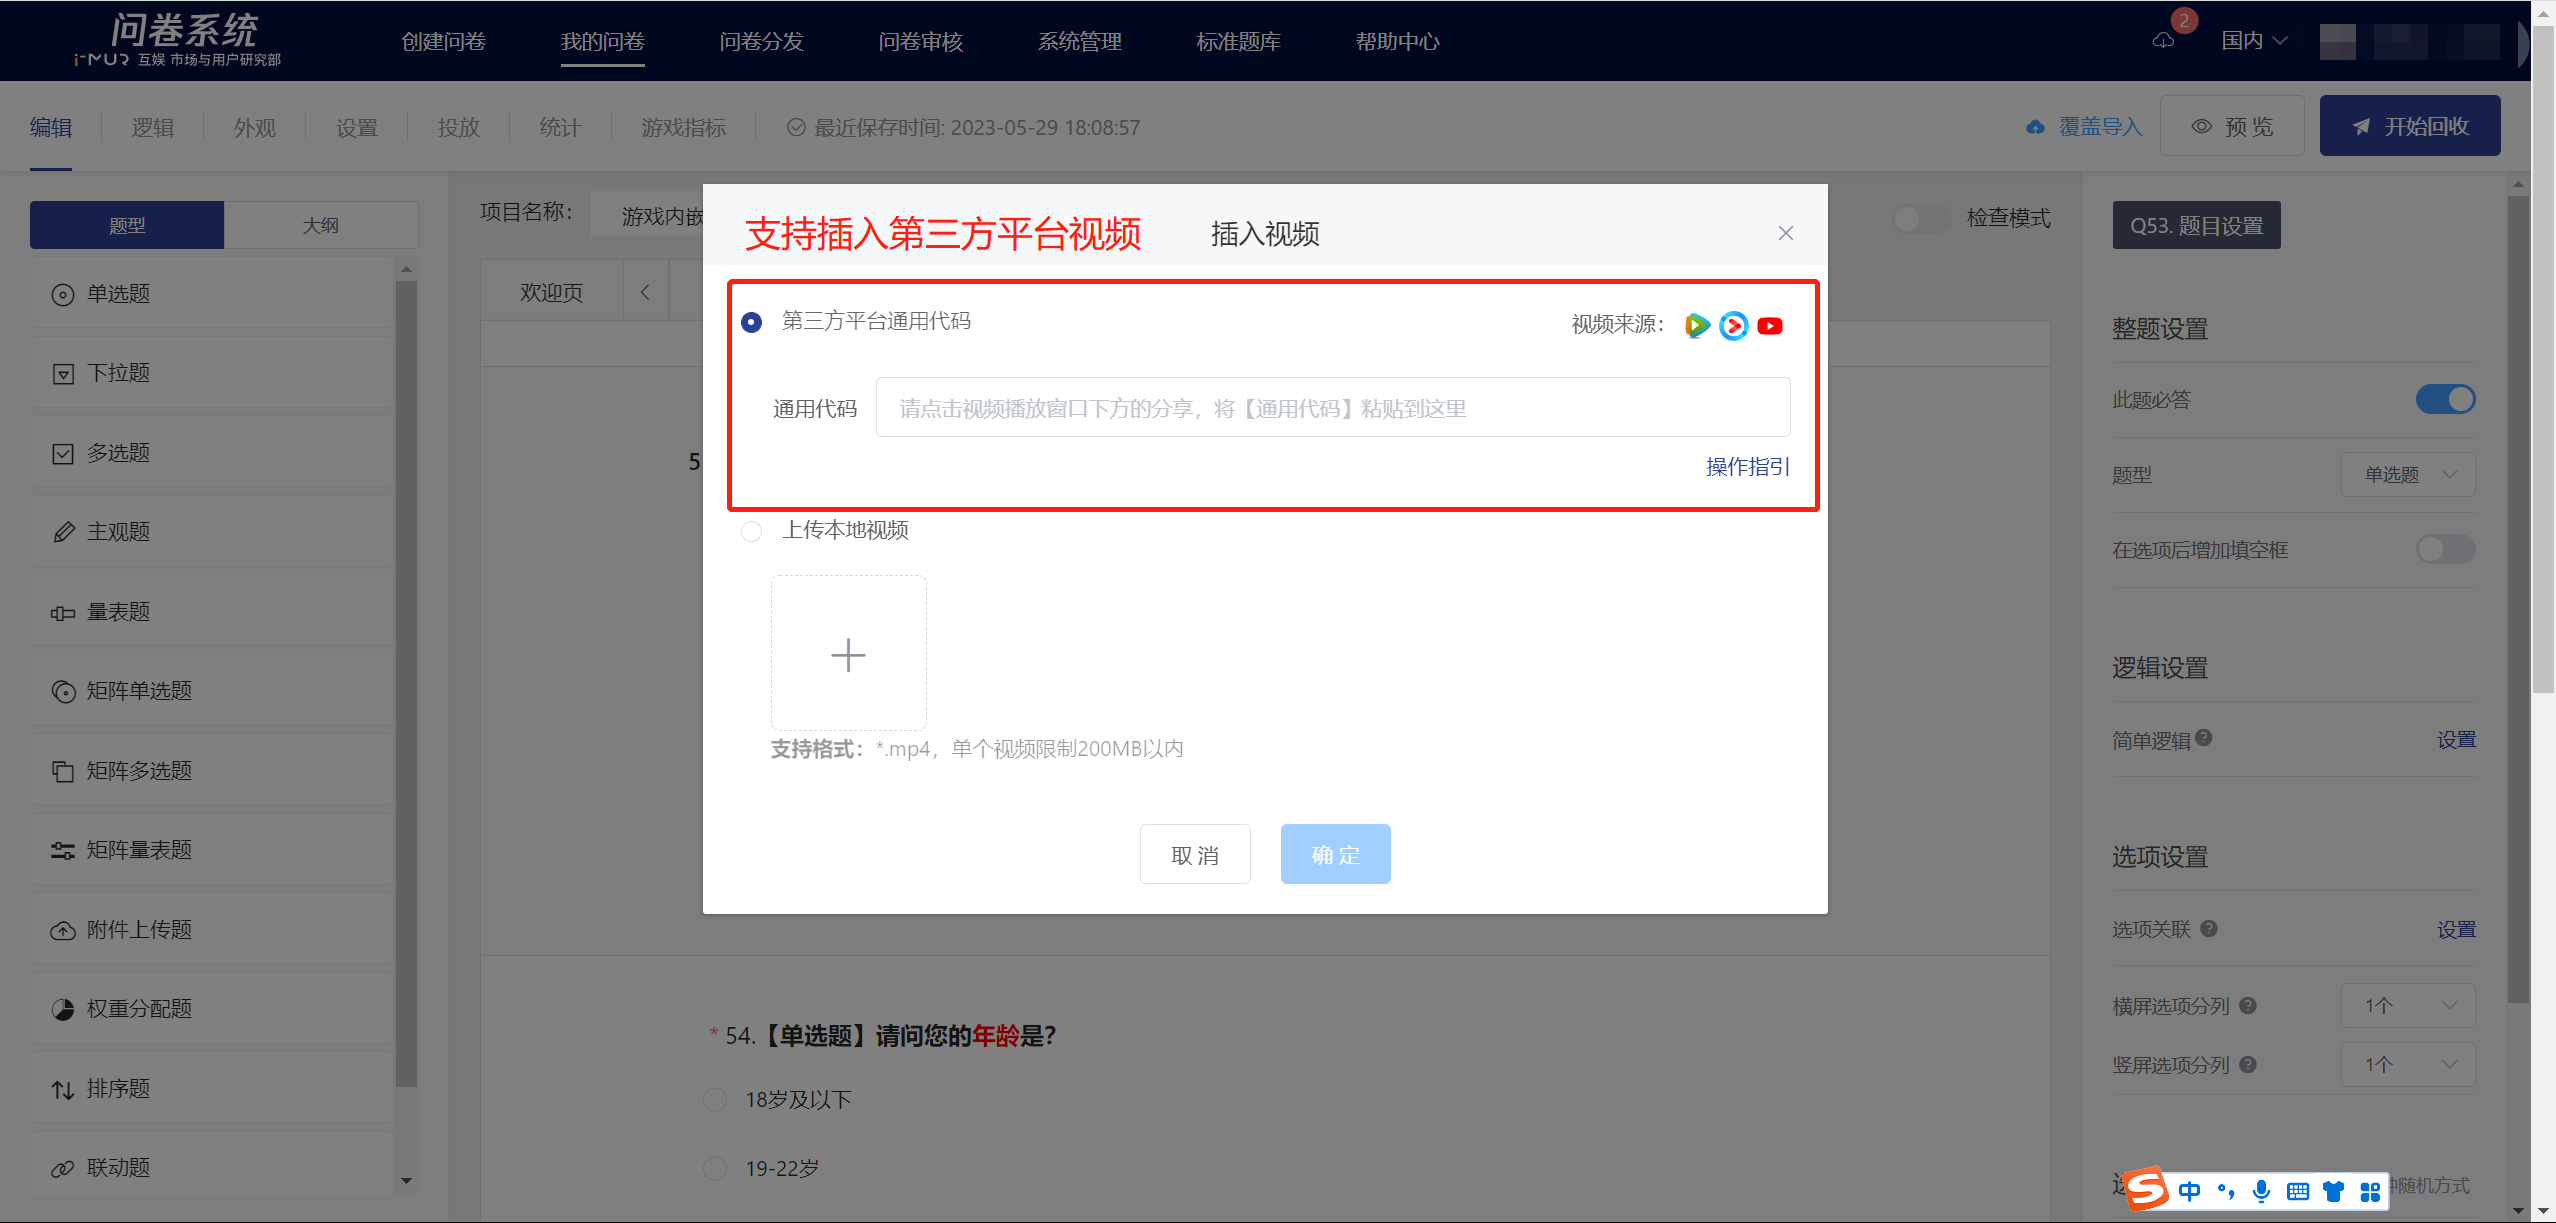 问卷系统
i-MUR 互娱 市场与用户研究部
创建问卷
我的问卷
问卷分发
问卷审核
系统管理
标准题库
帮助中心
2
国内
编辑
逻辑
外观
设置
投放
统计
游戏指标
最近保存时间: 2023-05-29 18:08:57
覆盖导入
预 览
开始回收
题型
大纲
单选题
下拉题
多选题
主观题
量表题
矩阵单选题
矩阵多选题
矩阵量表题
附件上传题
权重分配题
排序题
联动题
项目名称：
游戏内嵌
检查模式
欢迎页
5
支持插入第三方平台视频
插入视频
第三方平台通用代码
视频来源：
通用代码
请点击视频播放窗口下方的分享，将【通用代码】粘贴到这里
操作指引
上传本地视频
支持格式：*.mp4，单个视频限制200MB以内
取 消
确 定
* 54.【单选题】请问您的年龄是?
18岁及以下
19-22岁
Q53. 题目设置
整题设置
此题必答
题型
单选题
在选项后增加填空框
逻辑设置
简单逻辑
设置
选项设置
选项关联
设置
横屏选项分列
1个
竖屏选项分列
1个
中
随机方式